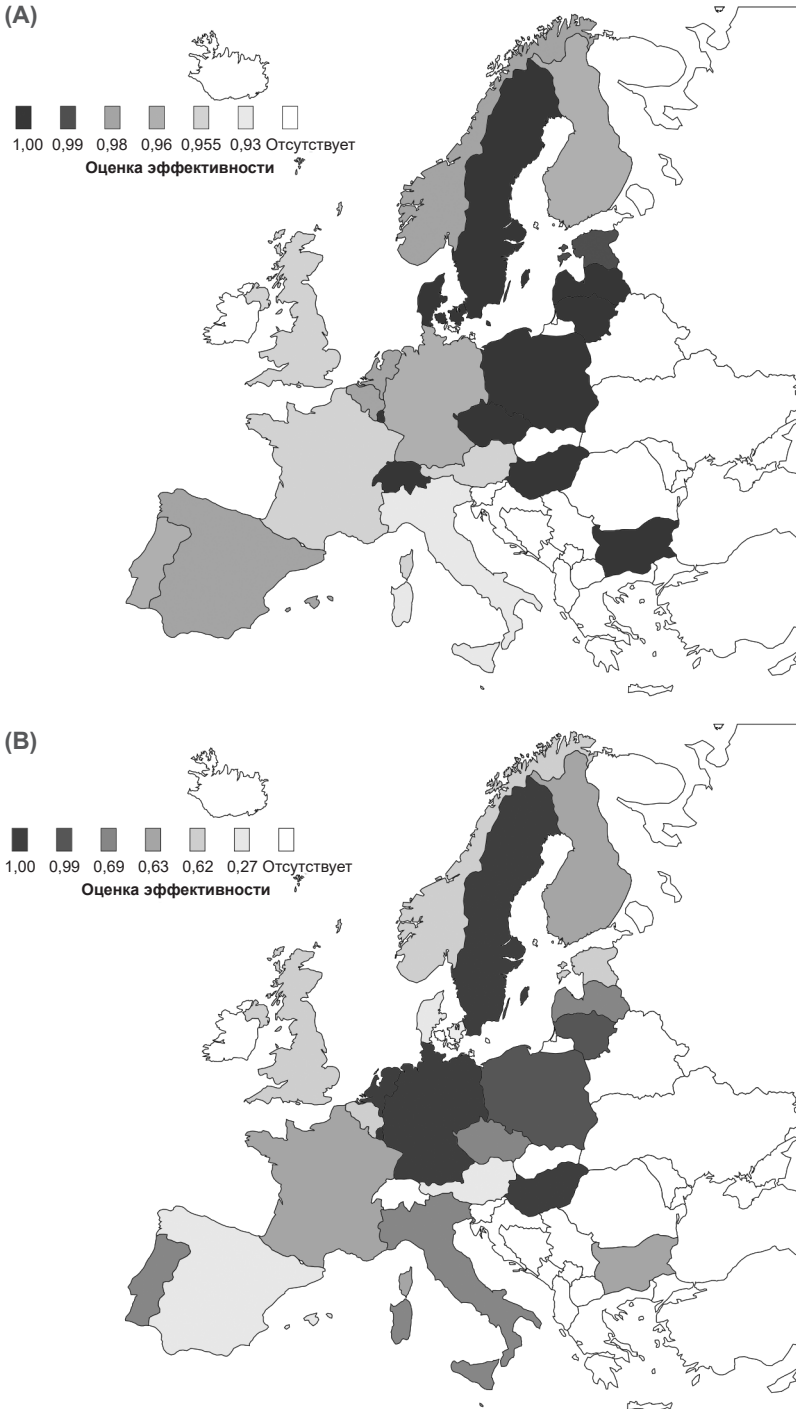 (A)
1,00 0,99 0,98 0,96 0,955 0,93 Отсутствует
Оценка эффективности
(B)
1,00 0,99 0,69 0,63 0,62 0,27 Отсутствует
Оценка эффективности